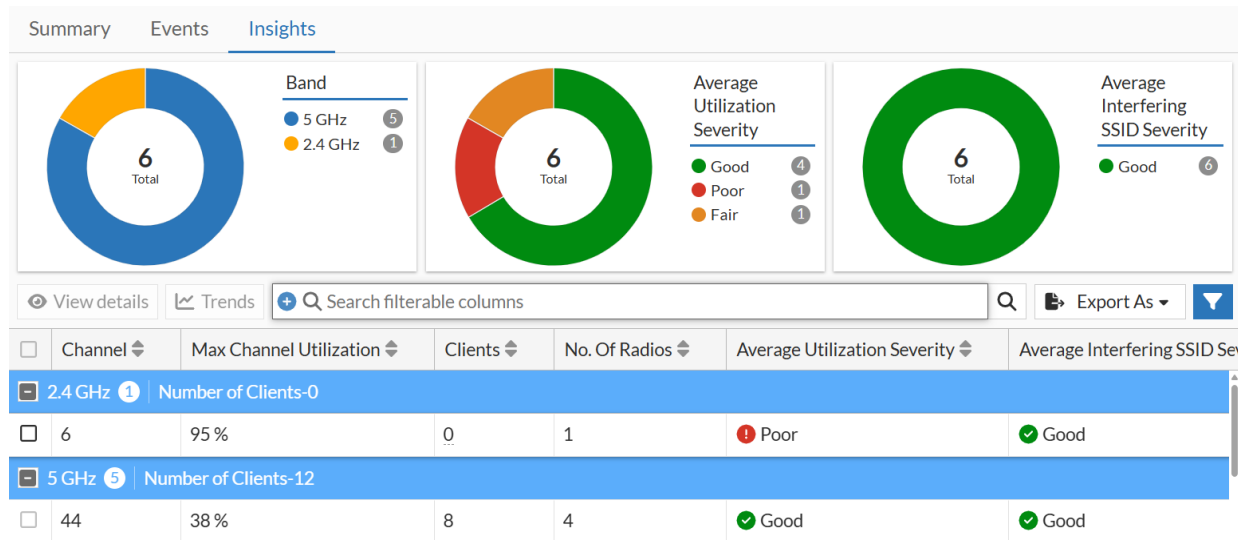 Summary Events Insights
Band
5 GHz 5
2.4 GHz 1
6
Total
Average
Utilization
Severity
Good 4
Poor 1
Fair 1
6
Total
Average
Interfering
SSID Severity
Good 6
6
Total
View details Trends Search filterable columns Export As
Channel Max Channel Utilization Clients No. Of Radios Average Utilization Severity Average Interfering SSID Sev
2.4 GHz 1 Number of Clients-0
6 95 % 0 1 Poor Good
5 GHz 5 Number of Clients-12
44 38 % 8 4 Good Good